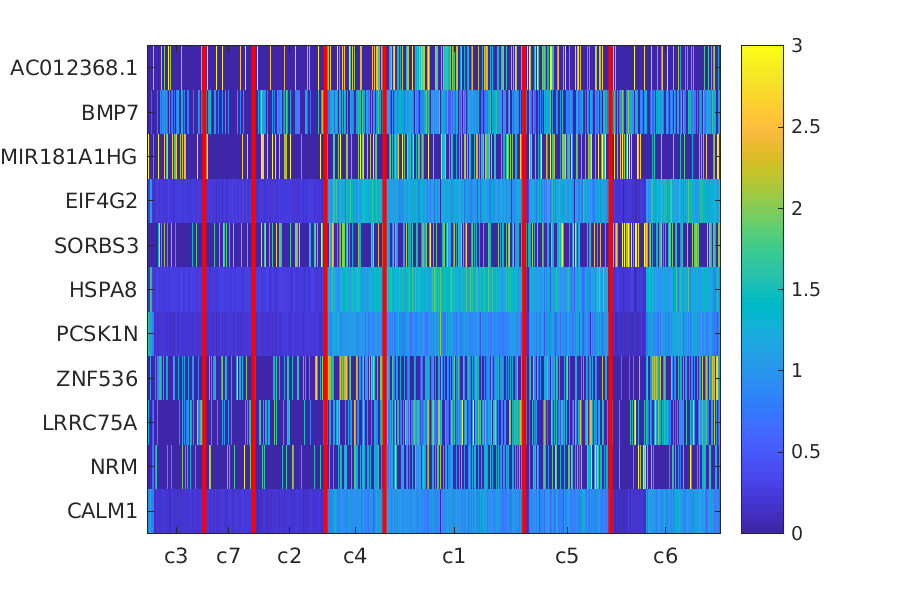 AC012368.1
BMP7
MIR181A1HG
EIF4G2
SORBS3
HSPA8
PCSK1N
ZNF536
LRRC75A
NRM
CALM1
c3 c7 c2 c4 c1 c5 c6
3
2.5
2
1.5
1
0.5
0